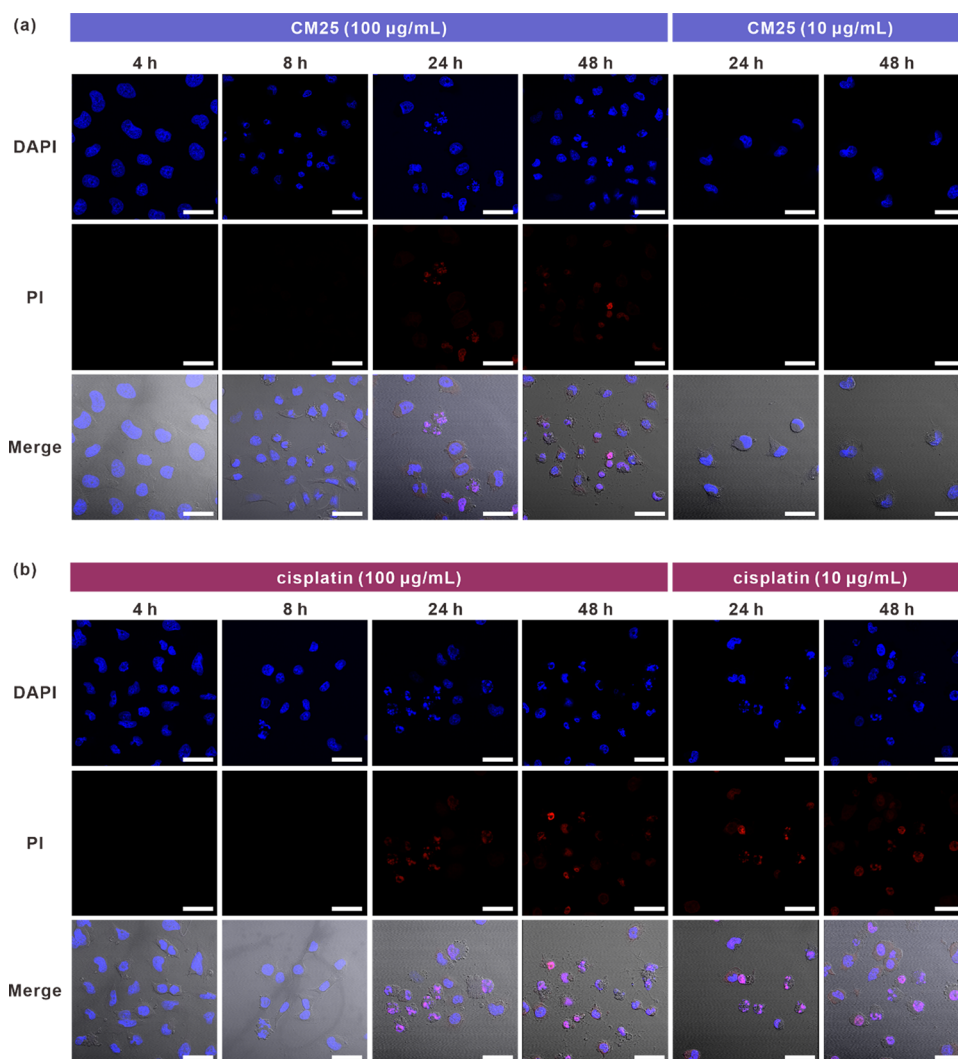 (a)
CM25 (100 µg/mL) CM25 (10 µg/mL)
4 h 8 h 24 h 48 h 24 h 48 h
DAPI
PI
Merge
(b)
cisplatin (100 µg/mL) cisplatin (10 µg/mL)
4 h 8 h 24 h 48 h 24 h 48 h
DAPI
PI
Merge